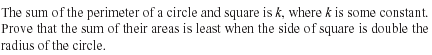 The sum of the perimeter of a circle and square is k, where k is some constant.
Prove that the sum of their areas is least when the side of square is double the
radius of the circle.